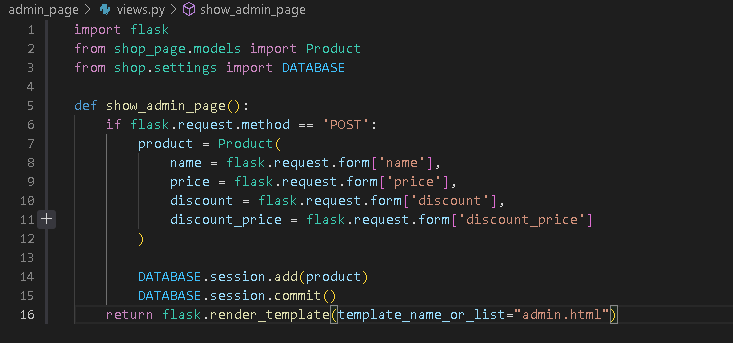 admin_page > views.py > show_admin_page
1 import flask
2 from shop_page.models import Product
3 from shop.settings import DATABASE
4
5 def show_admin_page():
6     if flask.request.method == 'POST':
7         product = Product(
8             name = flask.request.form['name'],
9             price = flask.request.form['price'],
10             discount = flask.request.form['discount'],
11             discount_price = flask.request.form['discount_price']
12         )
13
14         DATABASE.session.add(product)
15         DATABASE.session.commit()
16     return flask.render_template(template_name_or_list="admin.html")